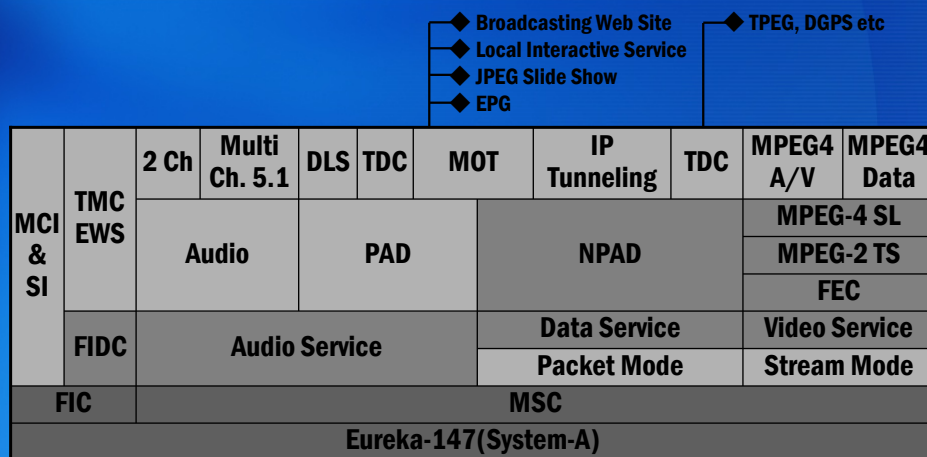 Broadcasting Web Site
TPEG, DGPS etc
Local Interactive Service
JPEG Slide Show
EPG
MCI
&
SI
TMC
EWS
2 Ch
Multi
Ch. 5.1
DLS
TDC
MOT
IP
Tunneling
TDC
MPEG4
A/V
MPEG4
Data
Audio
PAD
NPAD
MPEG-4 SL
MPEG-2 TS
FEC
FIDC
Audio Service
Data Service
Video Service
Packet Mode
Stream Mode
FIC
MSC
Eureka-147(System-A)